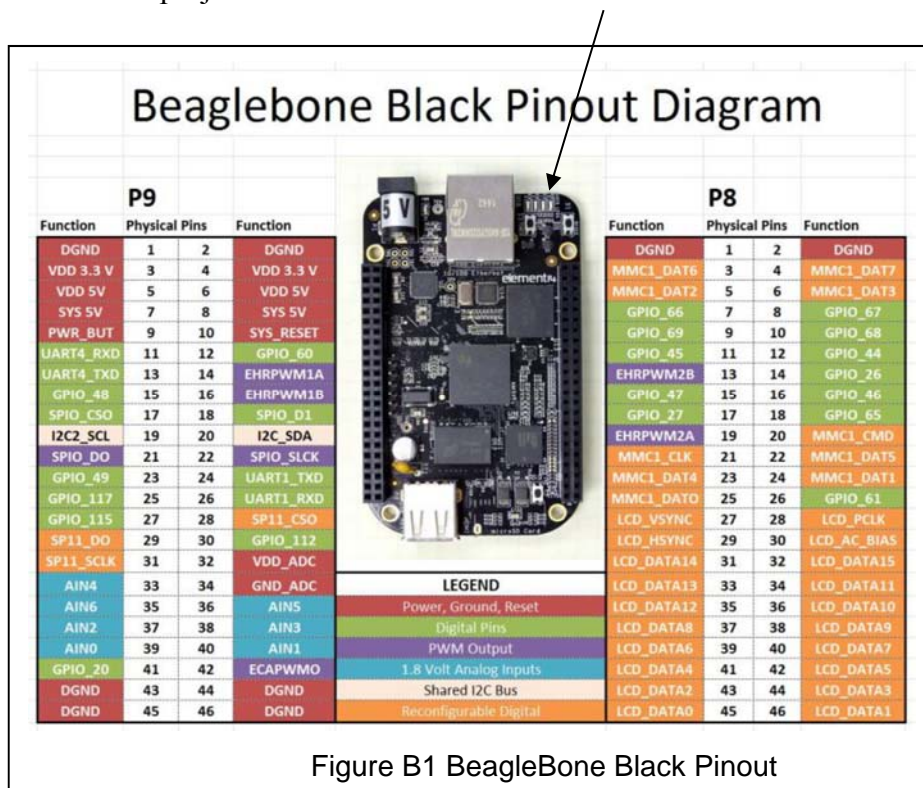 Beaglebone Black Pinout Diagram
P9 P8
Function Physical Pins Function Function Physical Pins Function
DGND 1 2 DGND DGND 1 2 DGND
VDD 3.3 V 3 4 VDD 3.3 V MMC1_DAT6 3 4 MMC1_DAT7
VDD 5V 5 6 VDD 5V MMC1_DAT2 5 6 MMC1_DAT3
SYS 5V 7 8 SYS 5V GPIO_66 7 8 GPIO_67
PWR_BUT 9 10 SYS_RESET GPIO_69 9 10 GPIO_68
UART4_RXD 11 12 GPIO_60 GPIO_45 11 12 GPIO_44
UART4_TXD 13 14 EHRPWM1A EHRPWM2B 13 14 GPIO_26
GPIO_48 15 16 EHRPWM1B GPIO_47 15 16 GPIO_46
SPIO_CSO 17 18 SPIO_D1 GPIO_27 17 18 GPIO_65
I2C2_SCL 19 20 I2C_SDA EHRPWM2A 19 20 MMC1_CMD
SPIO_DO 21 22 SPIO_SLCK MMC1_CLK 21 22 MMC1_DAT5
GPIO_49 23 24 UART1_TXD MMC1_DAT4 23 24 MMC1_DAT1
GPIO_117 25 26 UART1_RXD MMC1_DATO 25 26 GPIO_61
GPIO_115 27 28 SP11_CSO LCD_VSYNC 27 28 LCD_PCLK
SP11_DO 29 30 GPIO_112 LCD_HSYNC 29 30 LCD_AC_BIAS
SP11_SCLK 31 32 VDD_ADC LCD_DATA14 31 32 LCD_DATA15
AIN4 33 34 GND_ADC LEGEND LCD_DATA13 33 34 LCD_DATA11
AIN6 35 36 AIN5 Power, Ground, Reset LCD_DATA12 35 36 LCD_DATA10
AIN2 37 38 AIN3 Digital Pins LCD_DATA8 37 38 LCD_DATA9
AIN0 39 40 AIN1 PWM Output LCD_DATA6 39 40 LCD_DATA7
GPIO_20 41 42 ECAPWMO 1.8 Volt Analog Inputs LCD_DATA4 41 42 LCD_DATA5
DGND 43 44 DGND Shared I2C Bus LCD_DATA2 43 44 LCD_DATA3
DGND 45 46 DGND Reconfigurable Digital LCD_DATA0 45 46 LCD_DATA1
5 V
element14
microSD Card
Figure B1 BeagleBone Black Pinout